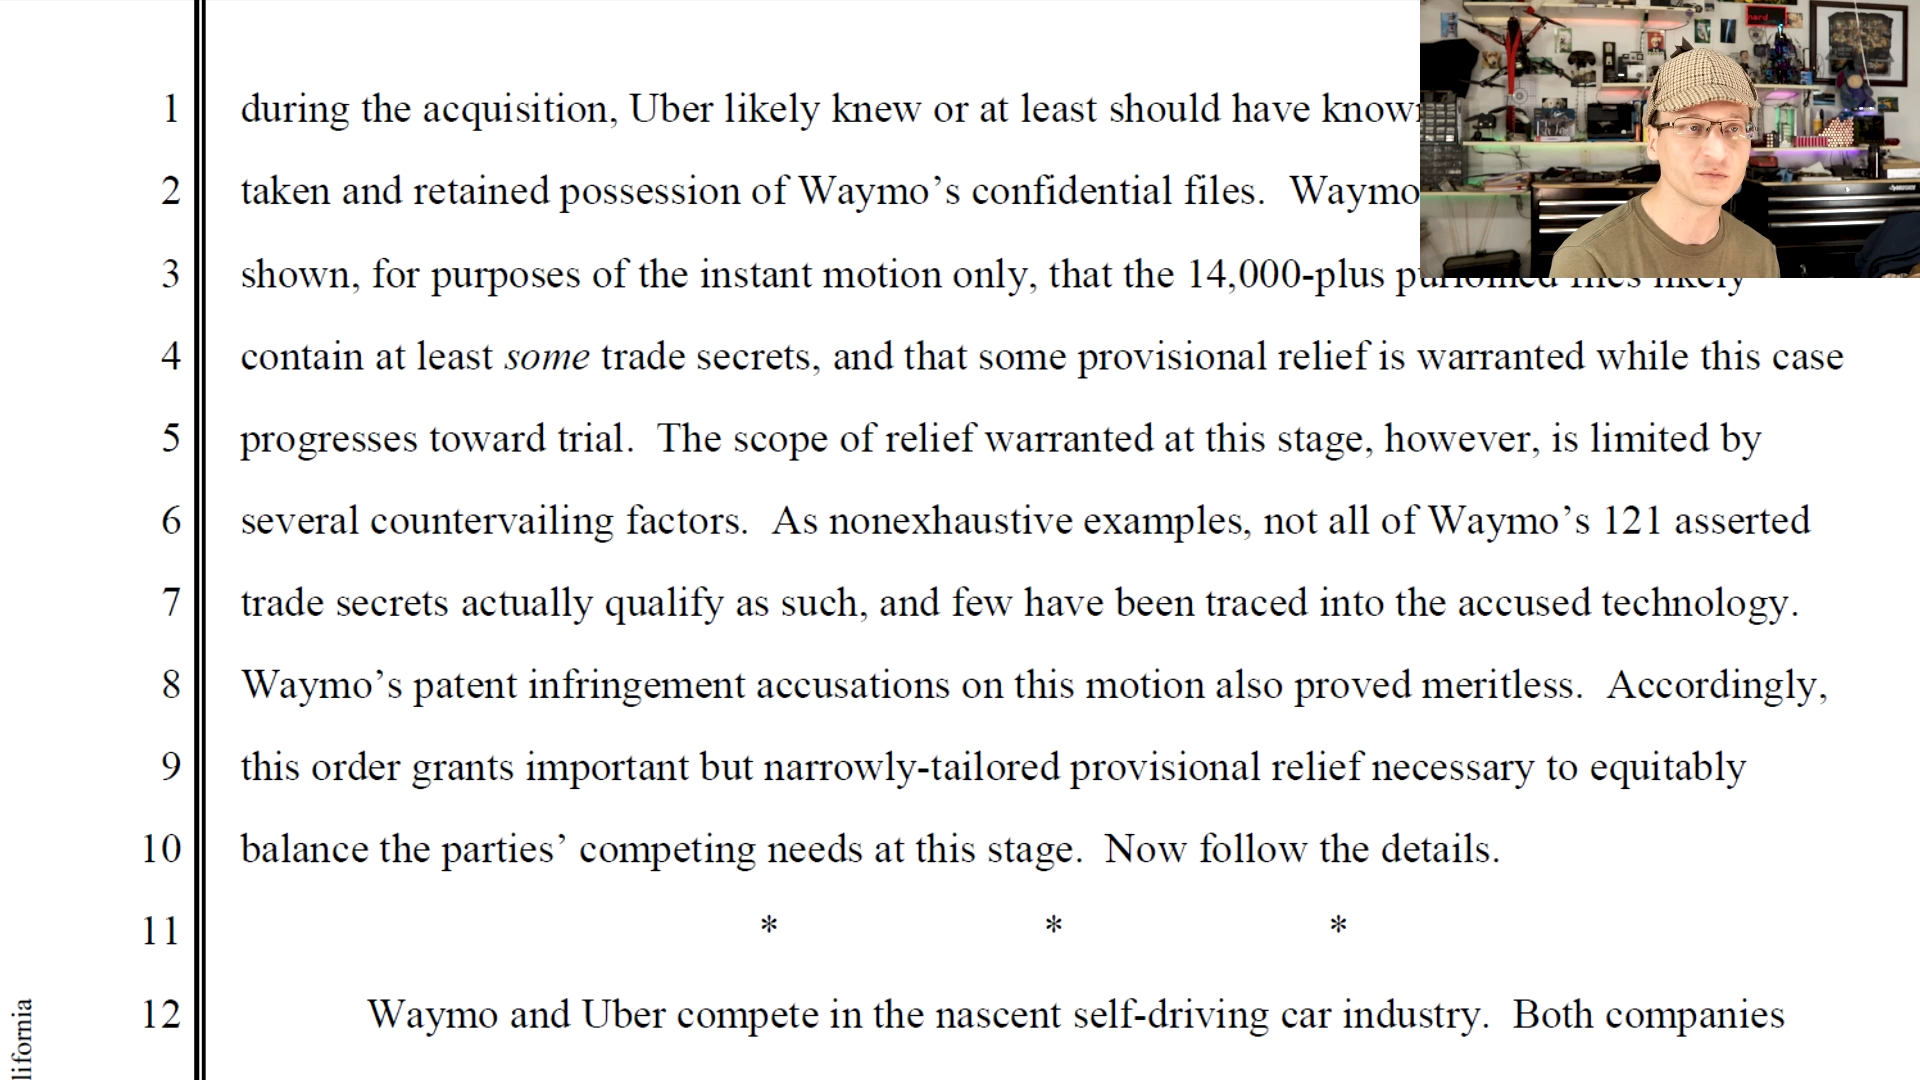 1 during the acquisition, Uber likely knew or at least should have known
2 taken and retained possession of Waymo’s confidential files.  Waymo
3 shown, for purposes of the instant motion only, that the 14,000-plus purloined files likely
4 contain at least some trade secrets, and that some provisional relief is warranted while this case
5 progresses toward trial.  The scope of relief warranted at this stage, however, is limited by
6 several countervailing factors.  As nonexhaustive examples, not all of Waymo’s 121 asserted
7 trade secrets actually qualify as such, and few have been traced into the accused technology.
8 Waymo’s patent infringement accusations on this motion also proved meritless.  Accordingly,
9 this order grants important but narrowly-tailored provisional relief necessary to equitably
10 balance the parties’ competing needs at this stage.  Now follow the details.
11 * * *
12 Waymo and Uber compete in the nascent self-driving car industry.  Both companies
lifornia